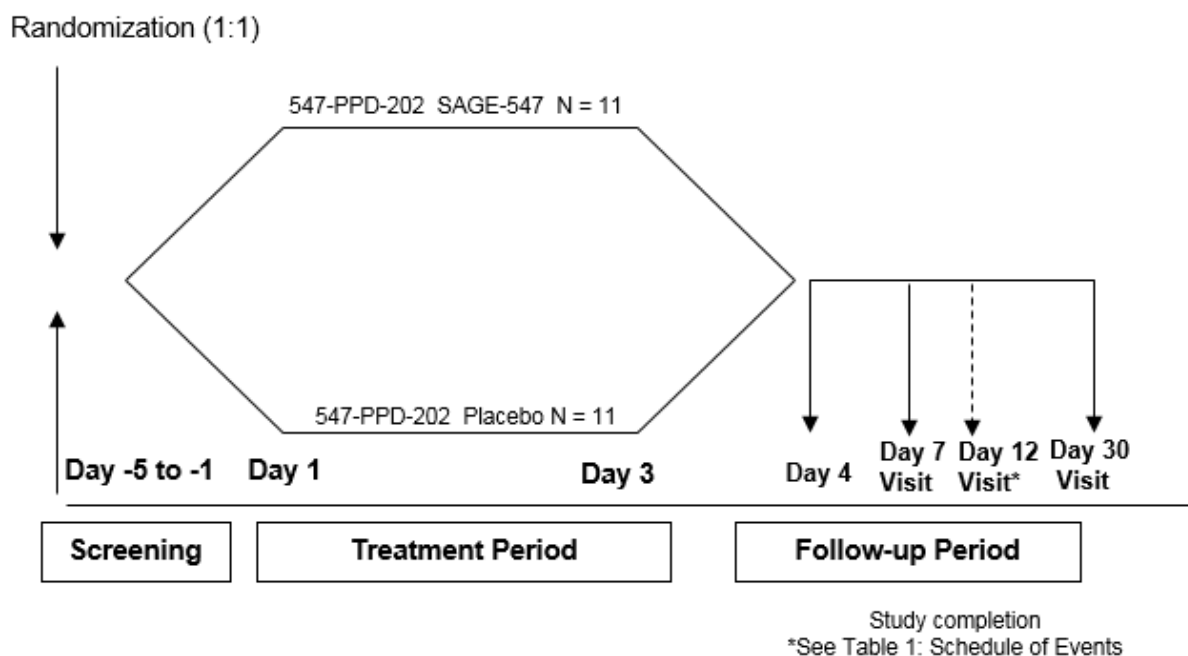 Randomization (1:1)
547-PPD-202 SAGE-547 N = 11
547-PPD-202 Placebo N = 11
Day -5 to -1
Day 1
Day 3
Day 4
Day 7
Visit
Day 12
Visit*
Day 30
Visit
Screening
Treatment Period
Follow-up Period
Study completion
*See Table 1: Schedule of Events